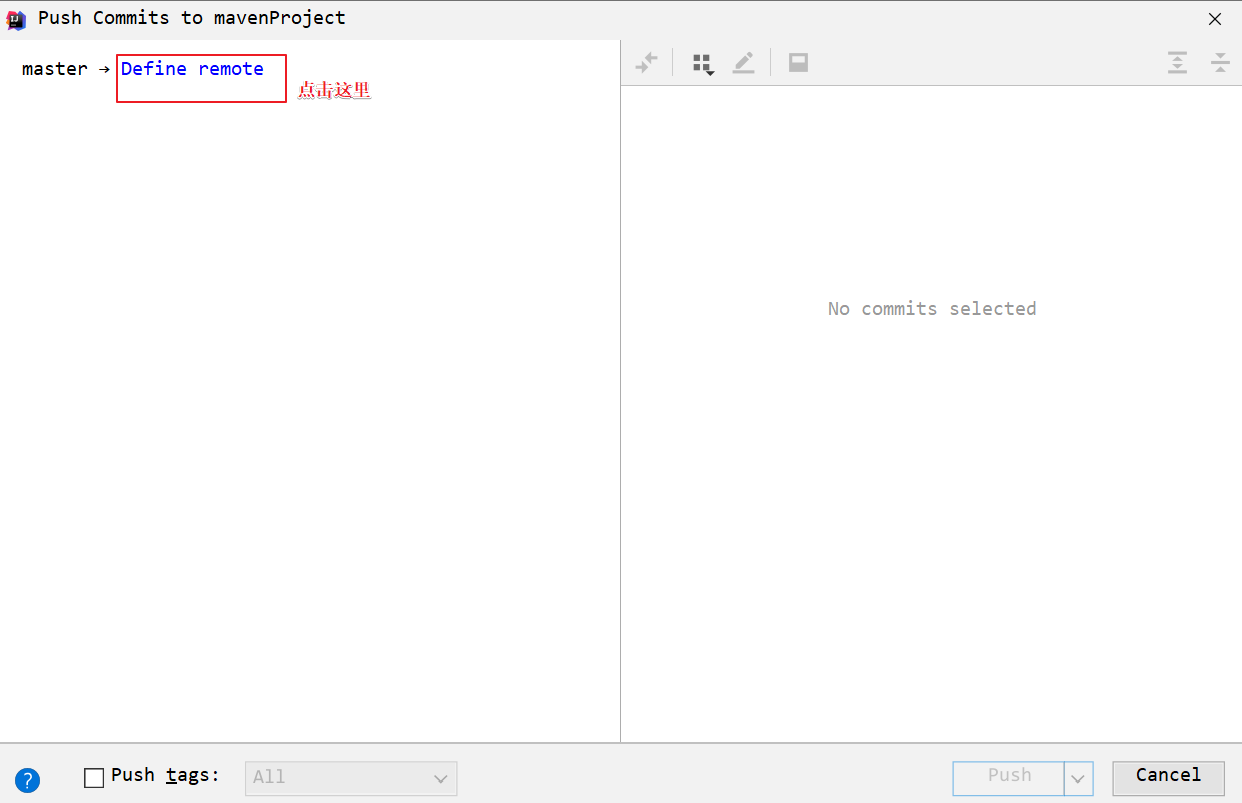 Push Commits to mavenProject
master → Define remote
点击这里
No commits selected
? Push tags: All Push Cancel